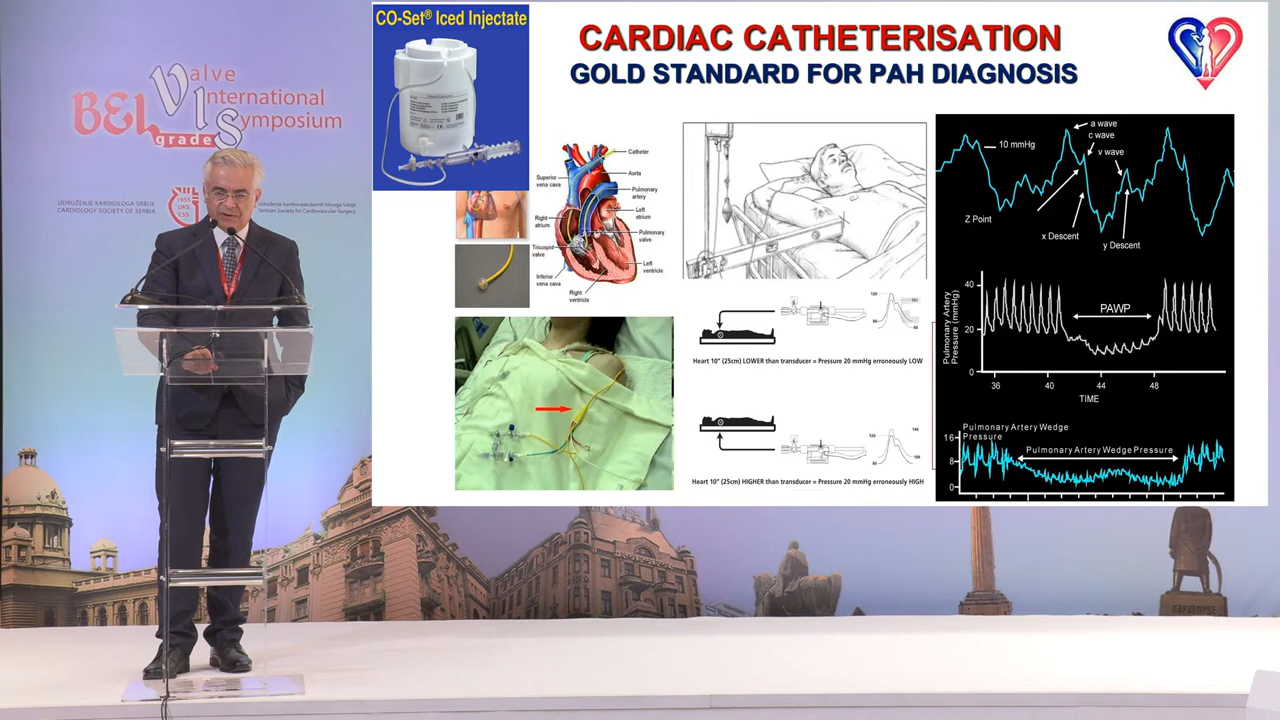 CO-Set® Iced Injectate
CARDIAC CATHETERISATION
GOLD STANDARD FOR PAH DIAGNOSIS
BELgrade
Valve
International
Symposium
UDRUŽENJE KARDIOLOGA SRBIJE
CARDIOLOGY SOCIETY OF SERBIA
1955
UKS
CSS
Udruženje kardiovaskularnih hirurga Srbije
Serbian Society for Cardiovascular Surgery
Catheter
Aorta
Superior
vena cava
Pulmonary
artery
Left
atrium
Right
atrium
Pulmonary
valve
Tricuspid
valve
Left
ventricle
Inferior
vena cava
Right
ventricle
Heart 10" (25cm) LOWER than transducer = Pressure 20 mmHg erroneously LOW
Heart 10" (25cm) HIGHER than transducer = Pressure 20 mmHg erroneously HIGH
a wave
c wave
v wave
10 mmHg
Z Point
x Descent
y Descent
Pulmonary Artery
Pressure (mmHg)
40
20
0
PAWP
36 40 44 48
TIME
Pulmonary Artery Wedge
Pressure
16
8
0
Pulmonary Artery Wedge Pressure